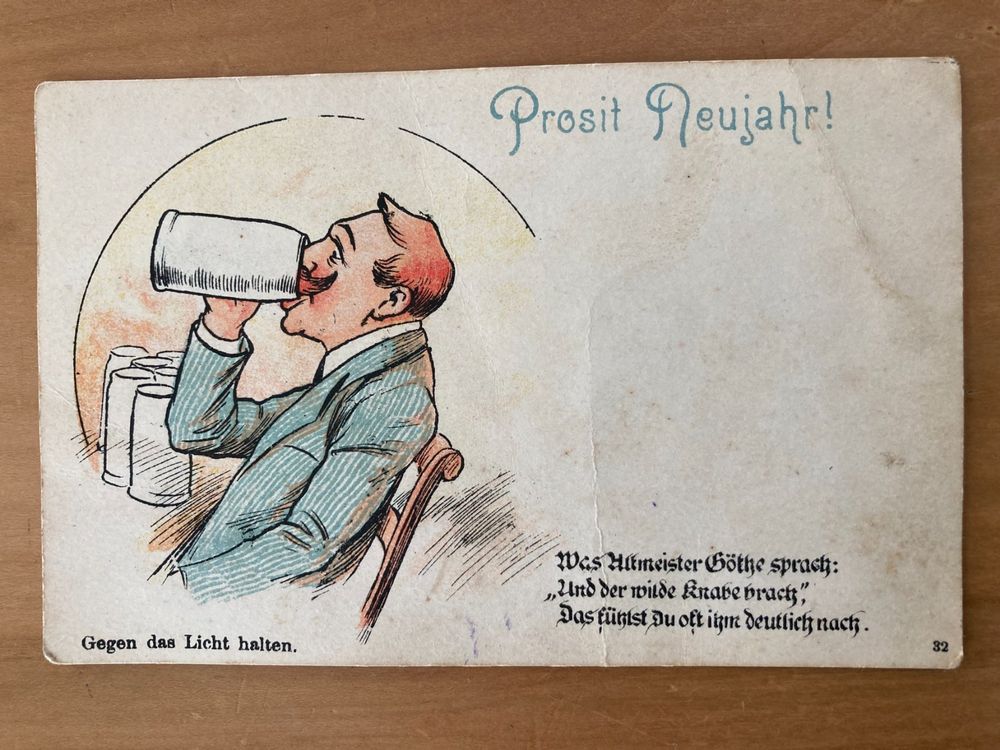 Prosit Neujahr!
Was Altmeister Göthe sprach:
„Und der wilde Knabe brach”,
Das fühlst Du oft ihm deutlich nach.
Gegen das Licht halten.
32